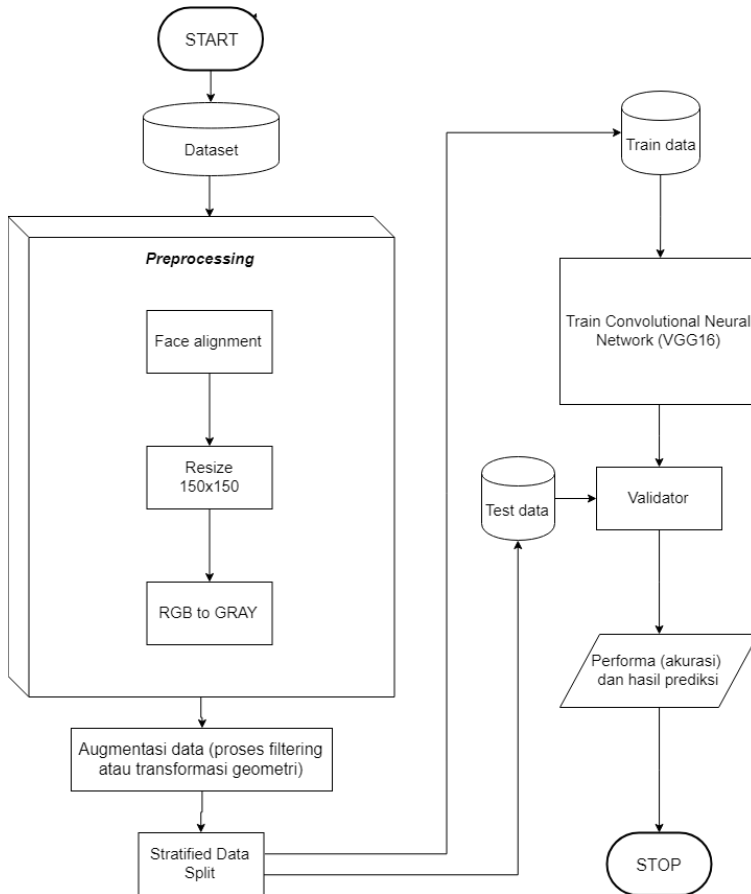 START
Dataset
Preprocessing
Face alignment
Resize
150x150
RGB to GRAY
Augmentasi data (proses filtering
atau transformasi geometri)
Stratified Data
Split
Train data
Train Convolutional Neural
Network (VGG16)
Test data
Validator
Performa (akurasi)
dan hasil prediksi
STOP